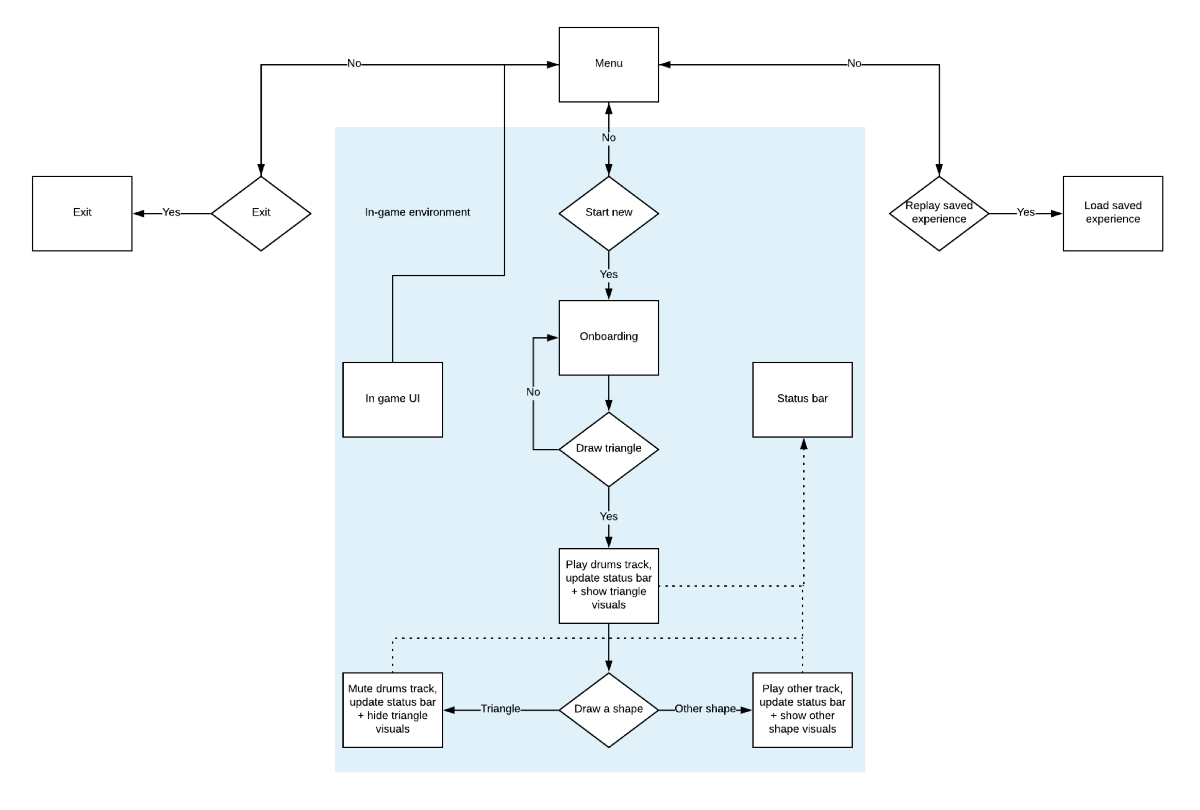 Menu
No
No
No
Exit
Yes
Exit
In-game environment
Start new
Replay saved
experience
Yes
Load saved
experience
Yes
Onboarding
No
In game UI
Status bar
Draw triangle
Yes
Play drums track,
update status bar
+ show triangle
visuals
Mute drums track,
update status bar
+ hide triangle
visuals
Triangle
Draw a shape
Other shape
Play other track,
update status bar
+ show other
shape visuals